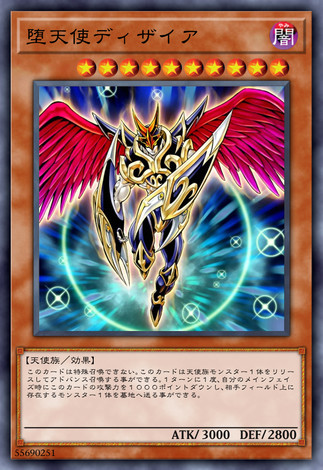 堕天使ディザイア
闇
やみ
【天使族／効果】
このカードは特殊召喚できない。このカードは天使族モンスター1体をリリー
スしてアドバンス召喚する事ができる。1ターンに1度、自分のメインフェイ
ズ時にこのカードの攻撃力を1000ポイントダウンし、相手フィールド上に
存在するモンスター1体を墓地へ送る事ができる。
ATK/ 3000 DEF/2800
55690251